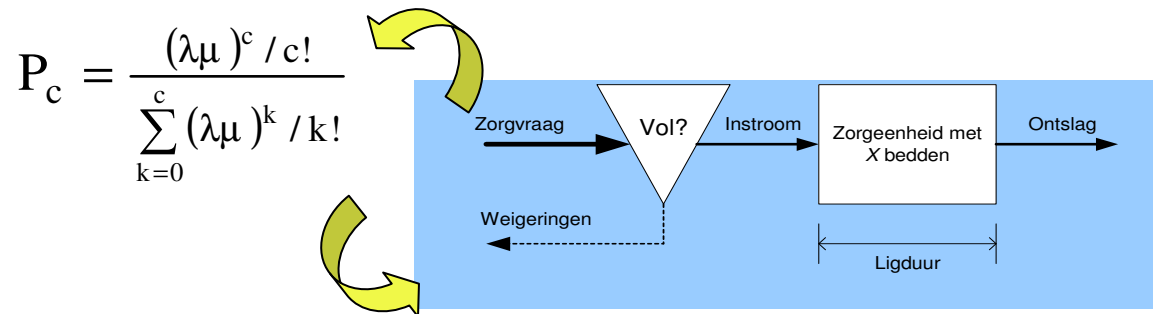 P_c = (λμ)^c / c!
∑_{k=0}^{c} (λμ)^k / k!
Zorgvraag
Vol?
Instroom
Zorgeenheid met
X bedden
Ontslag
Weigeringen
Ligduur